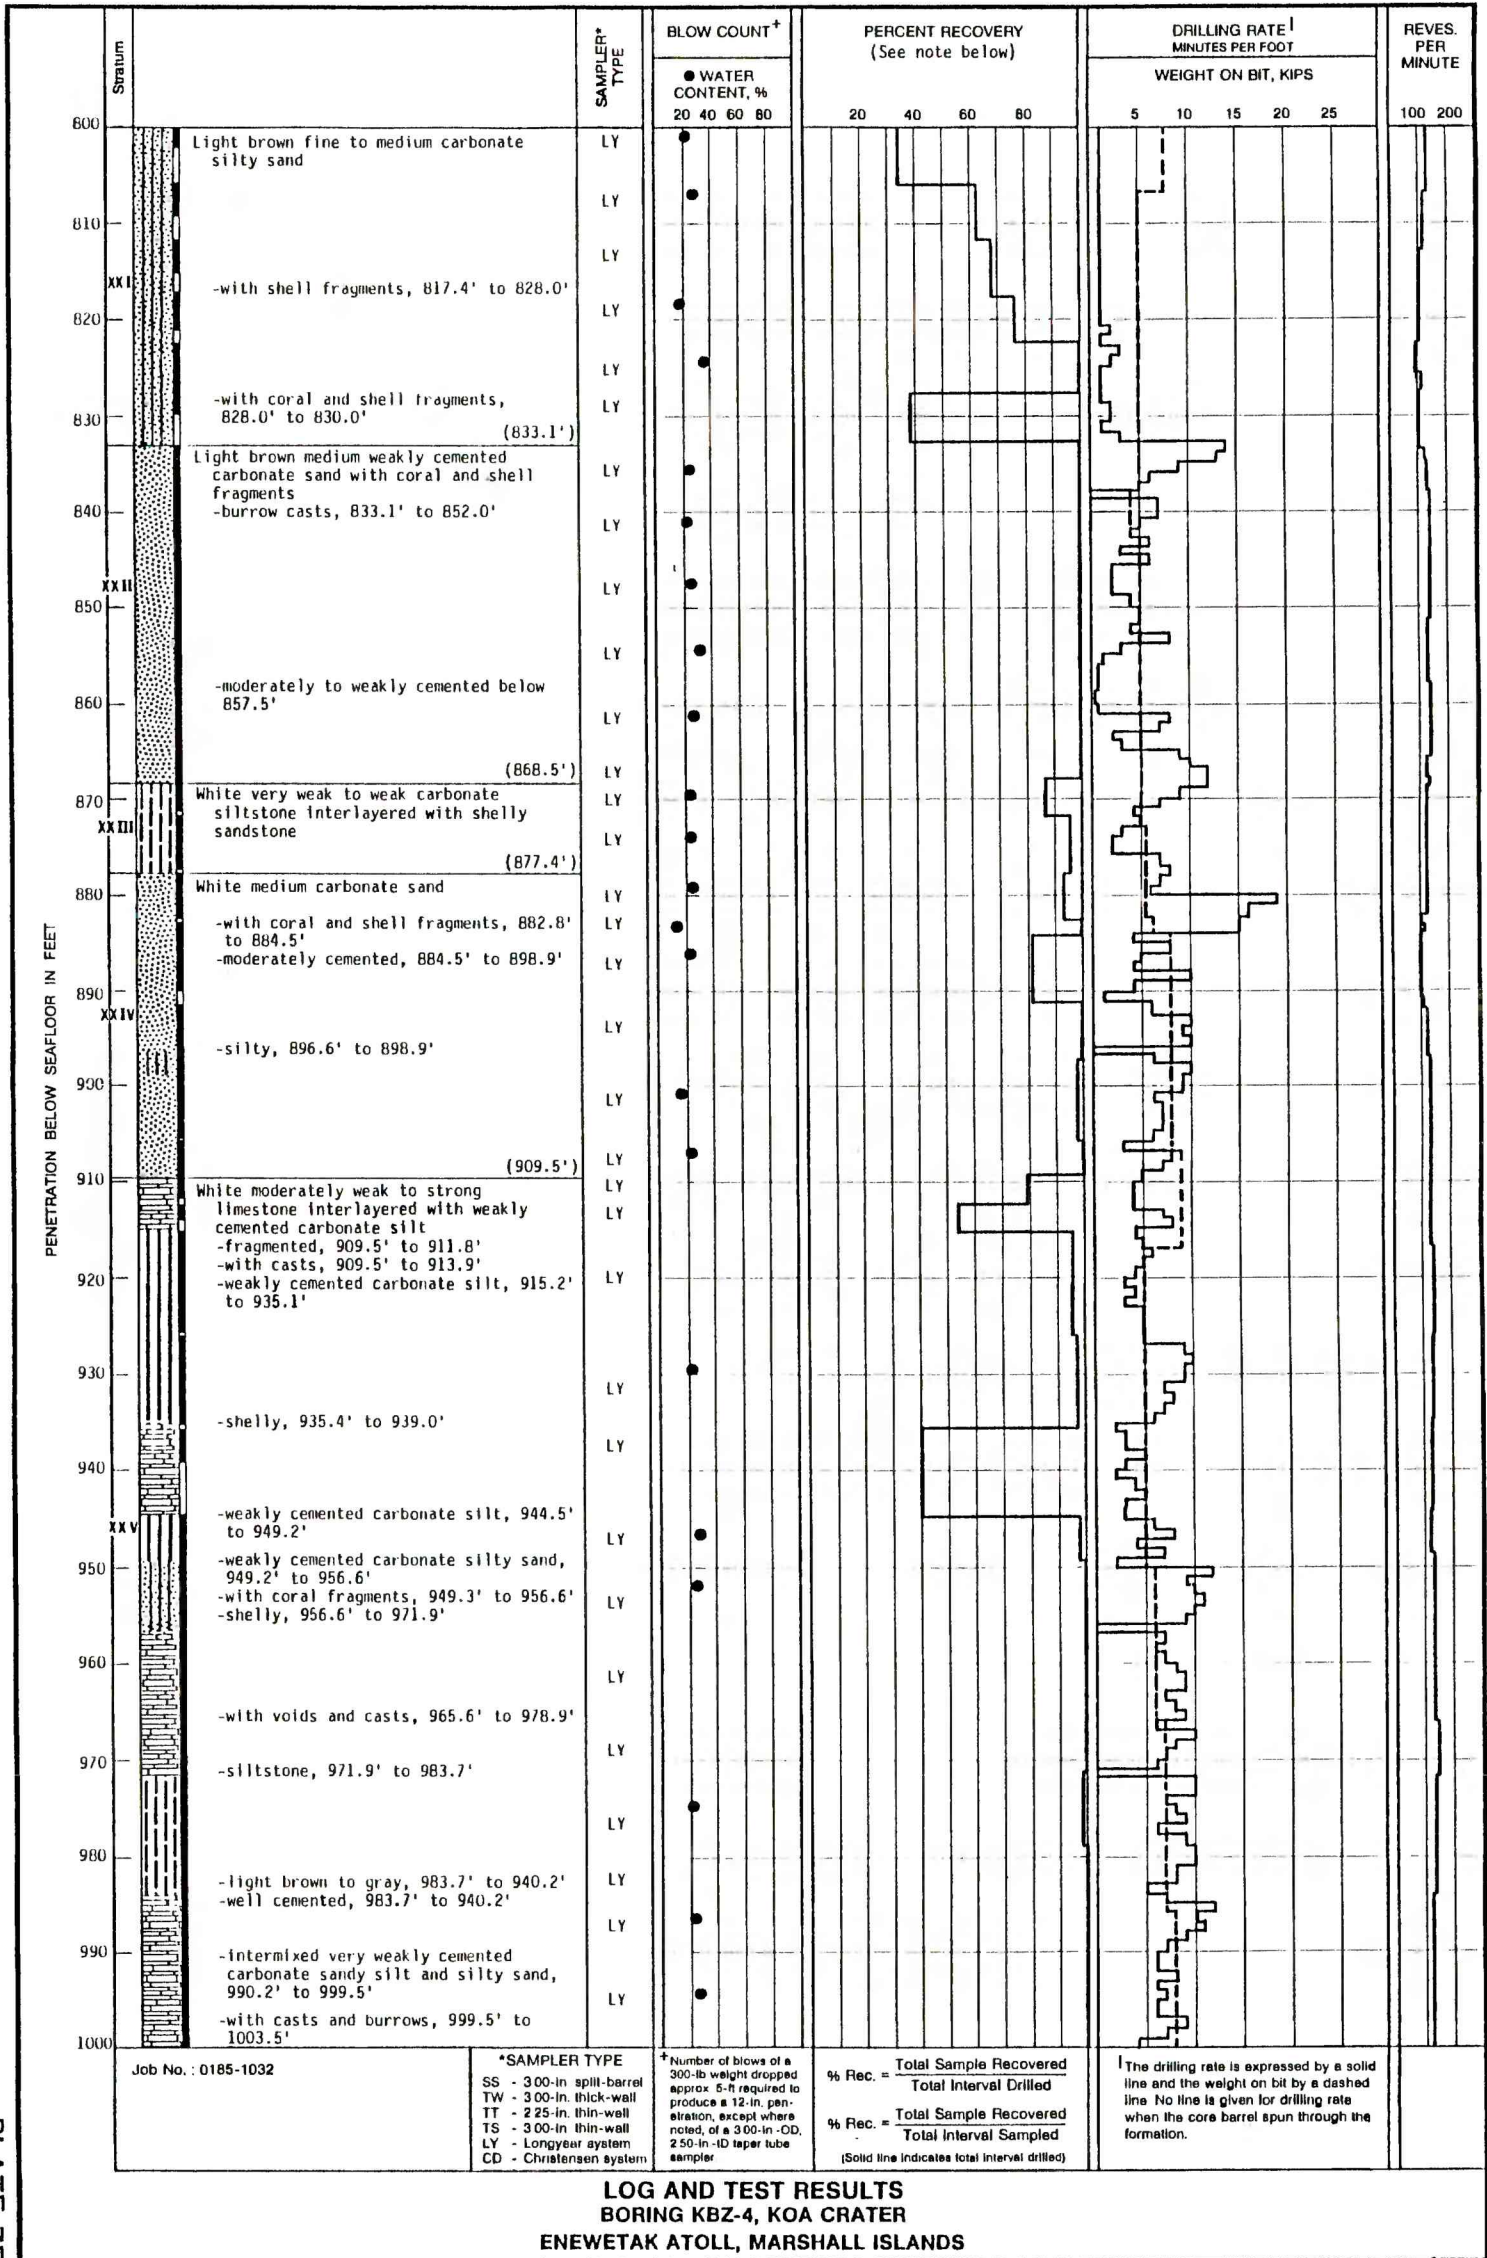 Stratum
SAMPLER* TYPE
BLOW COUNT+
● WATER
CONTENT, %
20 40 60 80
PERCENT RECOVERY
(See note below)
20 40 60 80
DRILLING RATE|
MINUTES PER FOOT
WEIGHT ON BIT, KIPS
5 10 15 20 25
REVES.
PER
MINUTE
100 200
PENETRATION BELOW SEAFLOOR IN FEET
800
Light brown fine to medium carbonate
silty sand
LY
LY
810
LY
XXI
-with shell fragments, 817.4' to 828.0'
LY
820
LY
-with coral and shell fragments,
828.0' to 830.0'
LY
830
(833.1')
Light brown medium weakly cemented
carbonate sand with coral and shell
fragments
LY
-burrow casts, 833.1' to 852.0'
840
LY
XXII
LY
850
LY
-moderately to weakly cemented below
857.5'
860
LY
(868.5')
LY
White very weak to weak carbonate
siltstone interlayered with shelly
sandstone
870
LY
XXIII
LY
(877.4')
White medium carbonate sand
880
LY
-with coral and shell fragments, 882.8'
to 884.5'
LY
-moderately cemented, 884.5' to 898.9'
LY
890
XXIV
LY
-silty, 896.6' to 898.9'
900
LY
(909.5')
LY
910
LY
White moderately weak to strong
limestone interlayered with weakly
cemented carbonate silt
LY
-fragmented, 909.5' to 911.8'
-with casts, 909.5' to 913.9'
-weakly cemented carbonate silt, 915.2'
to 935.1'
920
LY
930
LY
-shelly, 935.4' to 939.0'
LY
940
-weakly cemented carbonate silt, 944.5'
to 949.2'
XXV
LY
-weakly cemented carbonate silty sand,
949.2' to 956.6'
950
-with coral fragments, 949.3' to 956.6'
LY
-shelly, 956.6' to 971.9'
960
LY
-with voids and casts, 965.6' to 978.9'
LY
970
-siltstone, 971.9' to 983.7'
LY
980
-light brown to gray, 983.7' to 940.2'
LY
-well cemented, 983.7' to 940.2'
LY
990
-intermixed very weakly cemented
carbonate sandy silt and silty sand,
990.2' to 999.5'
LY
-with casts and burrows, 999.5' to
1003.5'
1000
Job No. : 0185-1032
*SAMPLER TYPE
SS - 3.00-in split-barrel
TW - 3.00-in. thick-wall
TT - 2.25-in. thin-wall
TS - 3.00-in thin-wall
LY - Longyear system
CD - Christensen system
+Number of blows of a
300-lb weight dropped
approx 5-ft required to
produce a 12-in. pen-
etration, except where
noted, of a 3.00-in -OD,
2.50-in -ID taper tube
sampler
% Rec. = Total Sample Recovered
Total Interval Drilled
% Rec. = Total Sample Recovered
Total Interval Sampled
(Solid line indicates total interval drilled)
| The drilling rate is expressed by a solid
line and the weight on bit by a dashed
line No line is given for drilling rate
when the core barrel spun through the
formation.
LOG AND TEST RESULTS
BORING KBZ-4, KOA CRATER
ENEWETAK ATOLL, MARSHALL ISLANDS